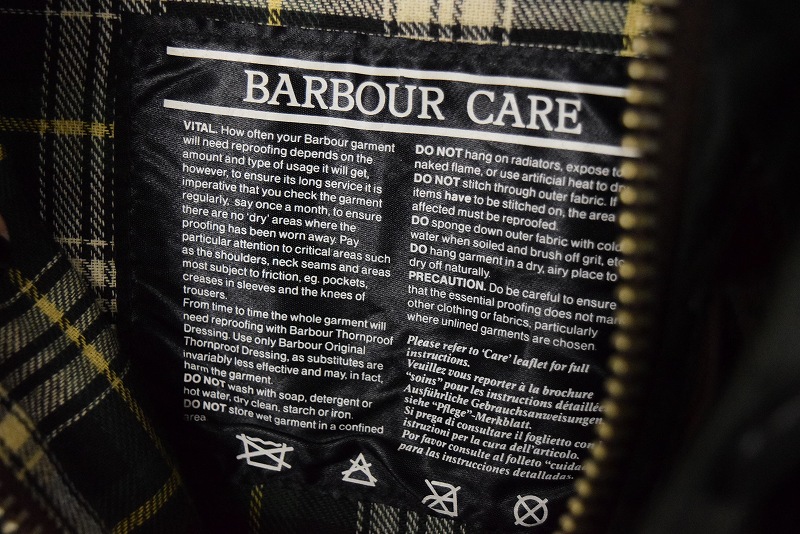 BARBOUR CARE
VITAL. How often your Barbour garment
will need reproofing depends on the
amount and type of usage it will get,
however, to ensure its long service it is
imperative that you check the garment
regularly, say once a month, to ensure
there are no 'dry' areas where the
proofing has been worn away. Pay
particular attention to critical areas such
as the shoulders, neck seams and areas
most subject to friction, eg. pockets,
creases in sleeves and the knees of
trousers.
From time to time the whole garment will
need reproofing with Barbour Thornproof
Dressing. Use only Barbour Original
Thornproof Dressing, as substitutes are
invariably less effective and may, in fact,
harm the garment.
DO NOT wash with soap, detergent or
hot water, dry clean, starch or iron.
DO NOT store wet garment in a confined
area.
DO NOT hang on radiators, expose to
naked flame, or use artificial heat to dry
DO NOT stitch through outer fabric. If
items have to be stitched on, the area
affected must be reproofed.
DO sponge down outer fabric with cold
water when soiled and brush off grit, etc
DO hang garment in a dry, airy place to
dry off naturally.
PRECAUTION. Do be careful to ensure
that the essential proofing does not mar
other clothing or fabrics, particularly
where unlined garments are chosen.
Please refer to 'Care' leaflet for full
instructions.
Veuillez vous reporter à la brochure
"soins" pour les instructions détaillées
Ausführliche Gebrauchsanweisungen
siehe "Pflege"-Merkblatt.
Si prega di consultare il foglietto con
istruzioni per la cura dell'articolo.
Por favor consulte al folleto "cuidad
para las instrucciones detalladas.